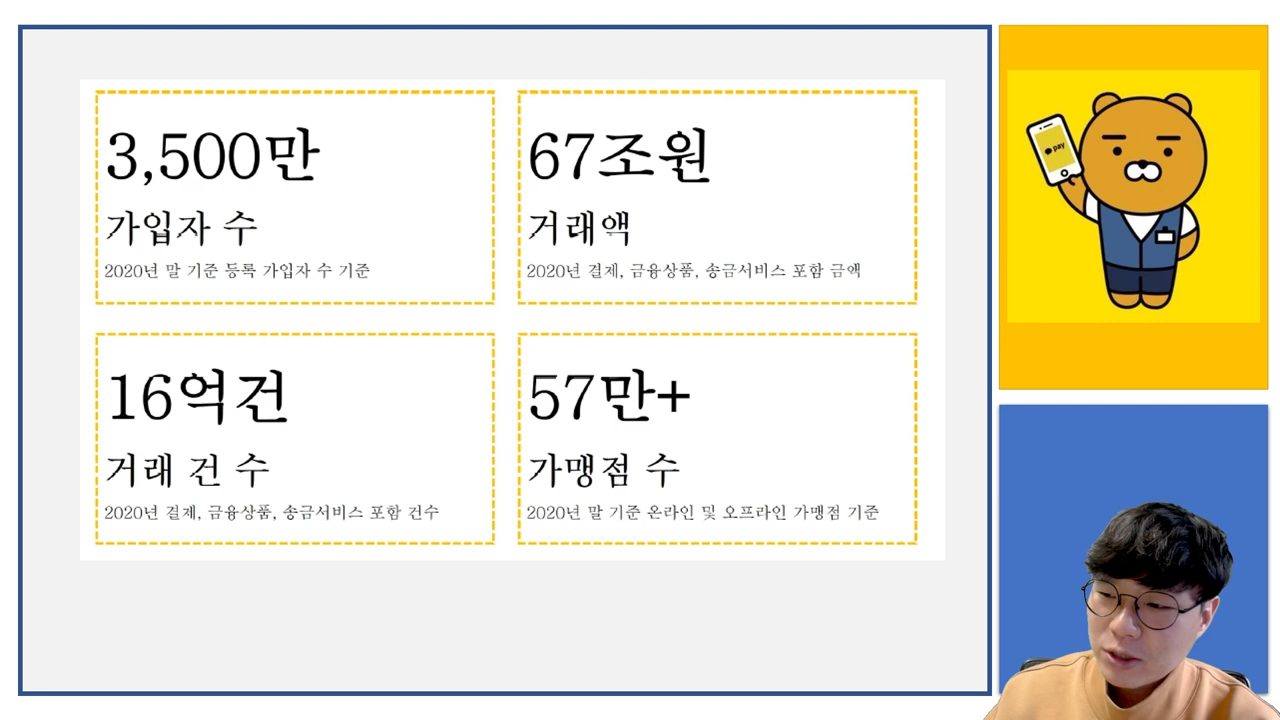 3,500만
가입자 수
2020년 말 기준 등록 가입자 수 기준
67조원
거래액
2020년 결제, 금융상품, 송금서비스 포함 금액
16억건
거래 건 수
2020년 결제, 금융상품, 송금서비스 포함 건수
57만+
가맹점 수
2020년 말 기준 온라인 및 오프라인 가맹점 기준
pay